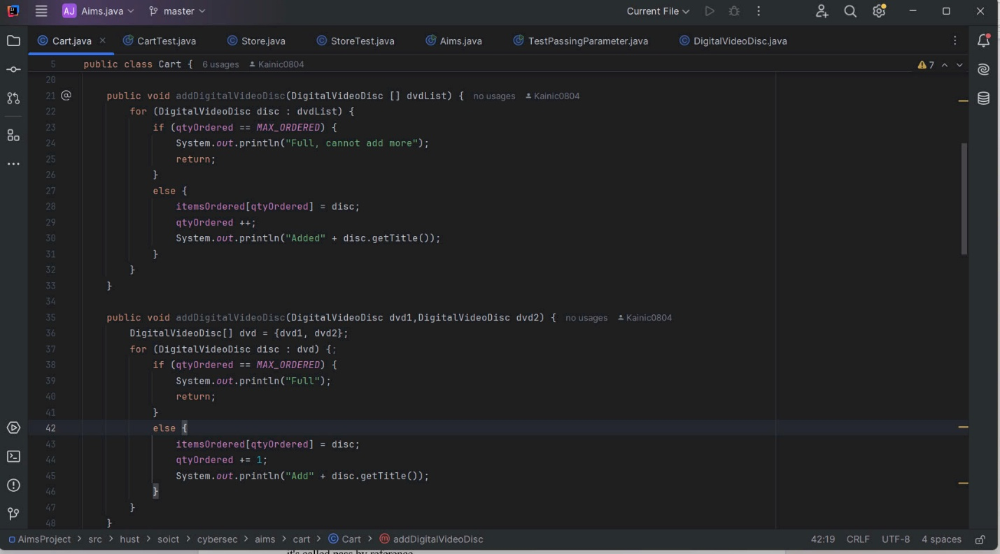 AJ Aims.java master Current File
Cart.java CartTest.java Store.java StoreTest.java Aims.java TestPassingParameter.java DigitalVideoDisc.java
5 public class Cart { 6 usages Kainic0804 7
20
21 @ public void addDigitalVideoDisc(DigitalVideoDisc [] dvdList) { no usages Kainic0804
22 for (DigitalVideoDisc disc : dvdList) {
23 if (qtyOrdered == MAX_ORDERED) {
24 System.out.println("Full, cannot add more");
25 return;
26 }
27 else {
28 itemsOrdered[qtyOrdered] = disc;
29 qtyOrdered ++;
30 System.out.println("Added" + disc.getTitle());
31 }
32 }
33 }
34
35 public void addDigitalVideoDisc(DigitalVideoDisc dvd1,DigitalVideoDisc dvd2) { no usages Kainic0804
36 DigitalVideoDisc[] dvd = {dvd1, dvd2};
37 for (DigitalVideoDisc disc : dvd) {;
38 if (qtyOrdered == MAX_ORDERED) {
39 System.out.println("Full");
40 return;
41 }
42 else {
43 itemsOrdered[qtyOrdered] = disc;
44 qtyOrdered += 1;
45 System.out.println("Add" + disc.getTitle());
46 }
47 }
48 }
AimsProject > src > hust > soict > cybersec > aims > cart > Cart > addDigitalVideoDisc 42:19 CRLF UTF-8 4 spaces
it's called pass by reference